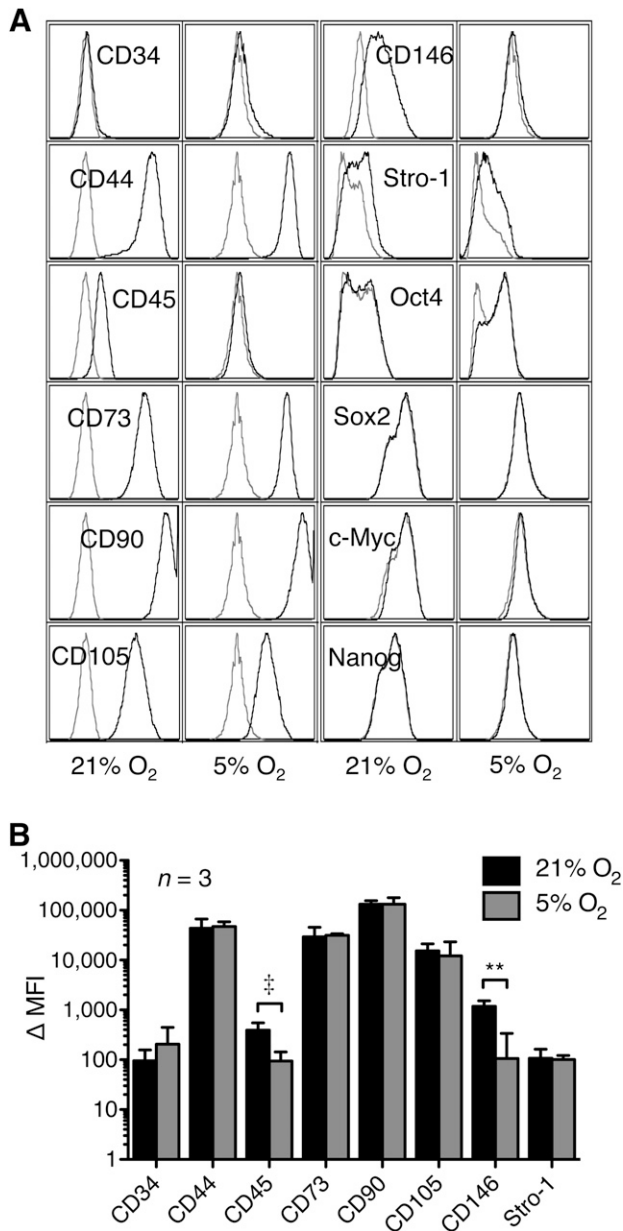 A
CD34 CD146
CD44 Stro-1
CD45 Oct4
CD73 Sox2
CD90 c-Myc
CD105 Nanog
21% O₂ 5% O₂ 21% O₂ 5% O₂
B
1,000,000
100,000
10,000
1,000
100
10
1
Δ MFI
n = 3
21% O₂
5% O₂
‡
**
CD34 CD44 CD45 CD73 CD90 CD105 CD146 Stro-1